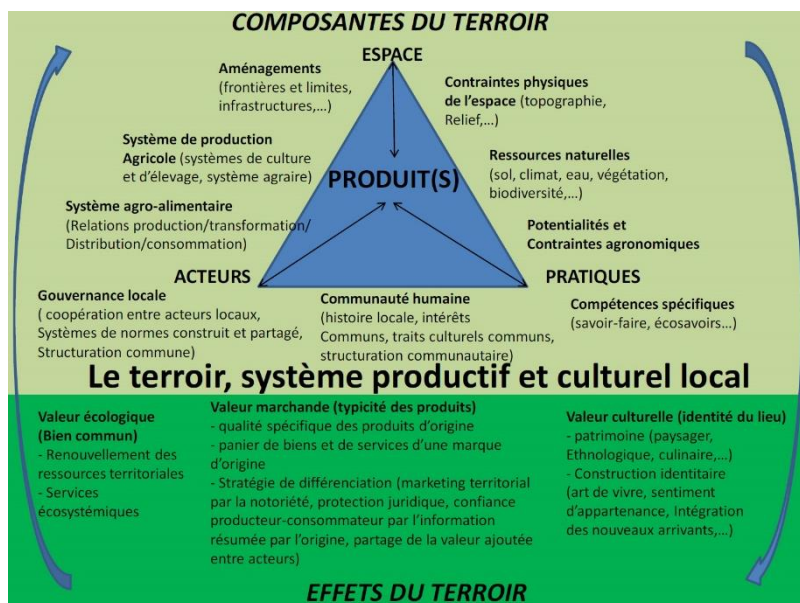 COMPOSANTES DU TERROIR
ESPACE
Aménagements
(frontières et limites,
infrastructures,...)
Contraintes physiques
de l'espace (topographie,
Relief,...)
Système de production
Agricole (systèmes de culture
et d'élevage, système agraire)
Ressources naturelles
(sol, climat, eau, végétation,
biodiversité,...)
PRODUIT(S)
Système agro-alimentaire
(Relations production/transformation/
Distribution/consommation)
Potentialités et
Contraintes agronomiques
ACTEURS
PRATIQUES
Gouvernance locale
( coopération entre acteurs locaux,
Systèmes de normes construit et partagé,
Structuration commune)
Communauté humaine
(histoire locale, intérêts
Communs, traits culturels communs,
structuration communautaire)
Compétences spécifiques
(savoir-faire, écosavoirs...)
Le terroir, système productif et culturel local
Valeur écologique
(Bien commun)
- Renouvellement des
ressources territoriales
- Services
écosystémiques
Valeur marchande (typicité des produits)
- qualité spécifique des produits d'origine
- panier de biens et de services d'une marque
d'origine
- Stratégie de différenciation (marketing territorial
par la notoriété, protection juridique, confiance
producteur-consommateur par l'information
résumée par l'origine, partage de la valeur ajoutée
entre acteurs)
Valeur culturelle (identité du lieu)
- patrimoine (paysager,
Ethnologique, culinaire,...)
- Construction identitaire
(art de vivre, sentiment
d'appartenance, Intégration
des nouveaux arrivants,...)
EFFETS DU TERROIR